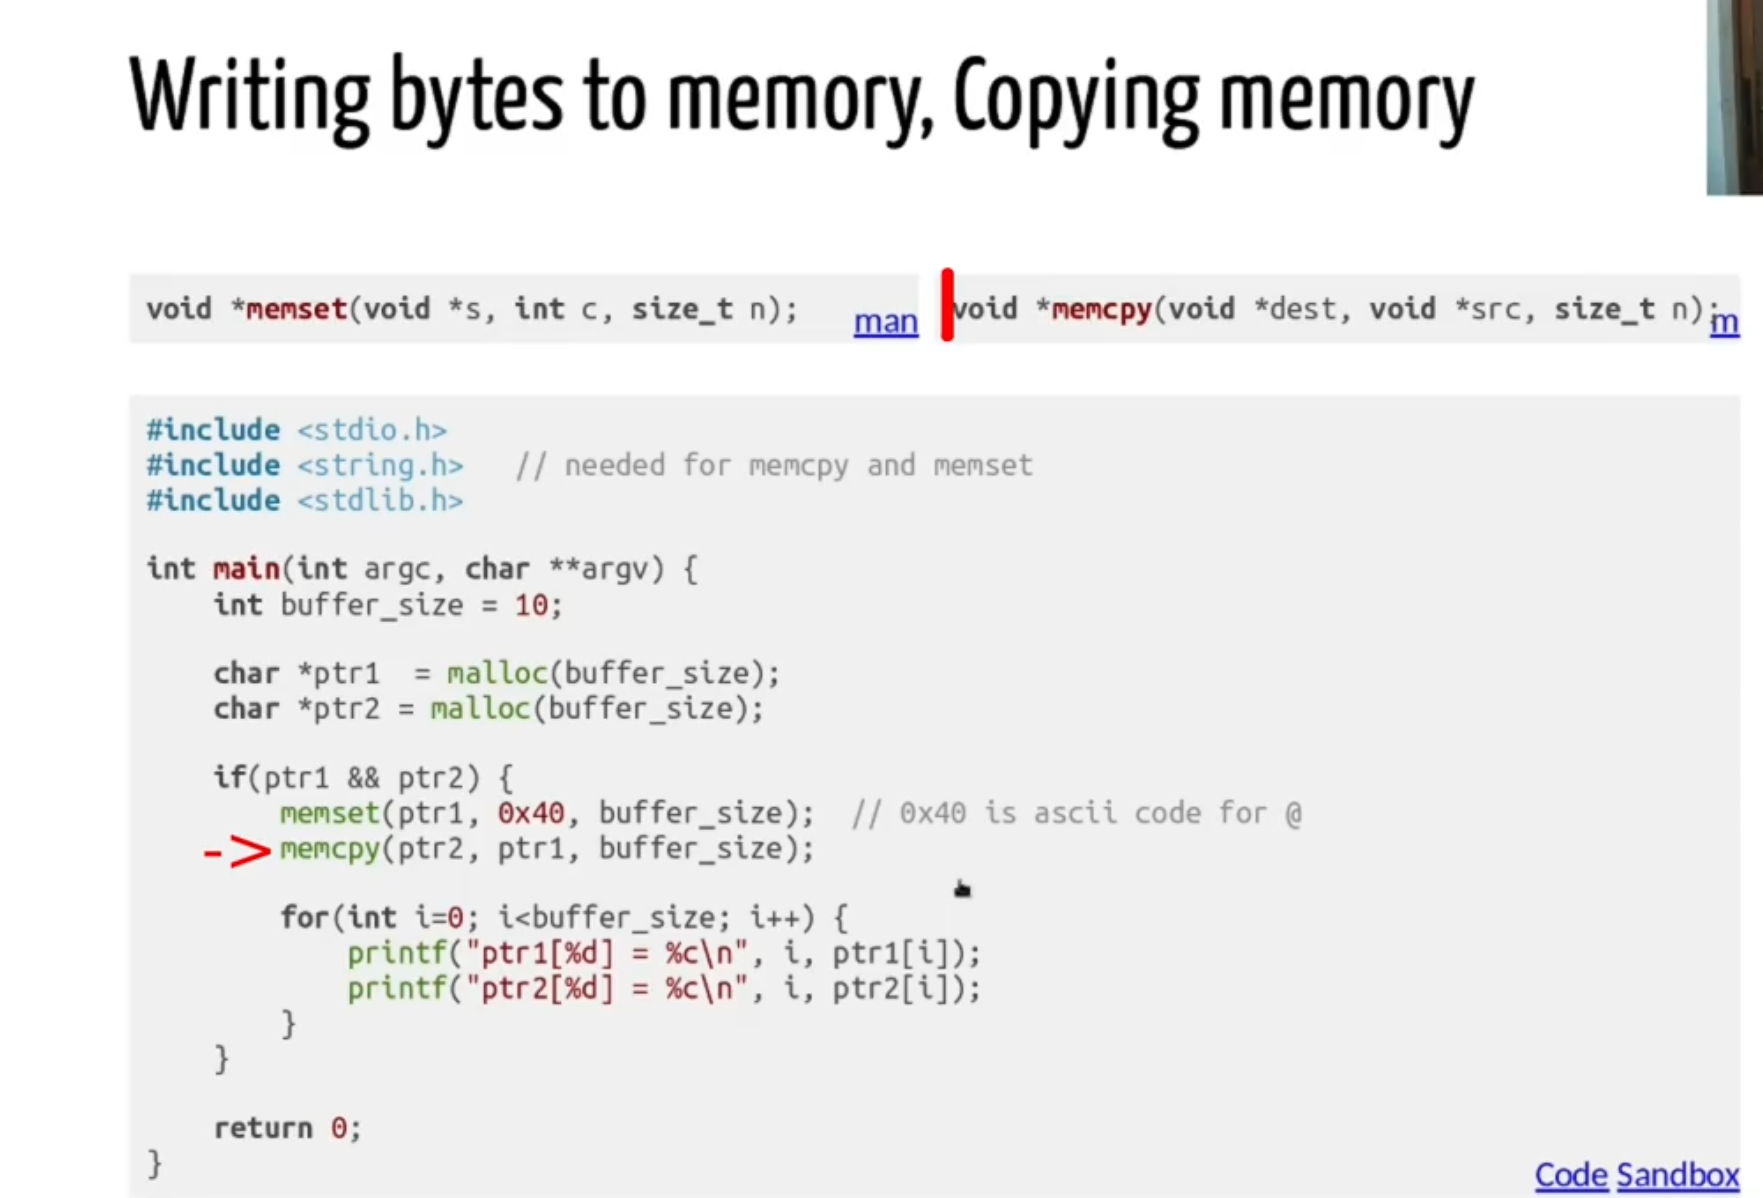 Writing bytes to memory, Copying memory
void *memset(void *s, int c, size_t n); man
void *memcpy(void *dest, void *src, size_t n); m
#include <stdio.h>
#include <string.h>   // needed for memcpy and memset
#include <stdlib.h>
int main(int argc, char **argv) {
    int buffer_size = 10;
    char *ptr1  = malloc(buffer_size);
    char *ptr2 = malloc(buffer_size);
    if(ptr1 && ptr2) {
        memset(ptr1, 0x40, buffer_size);  // 0x40 is ascii code for @
     -> memcpy(ptr2, ptr1, buffer_size);
        for(int i=0; i<buffer_size; i++) {
            printf("ptr1[%d] = %c\n", i, ptr1[i]);
            printf("ptr2[%d] = %c\n", i, ptr2[i]);
        }
    }
    return 0;
}
Code Sandbox